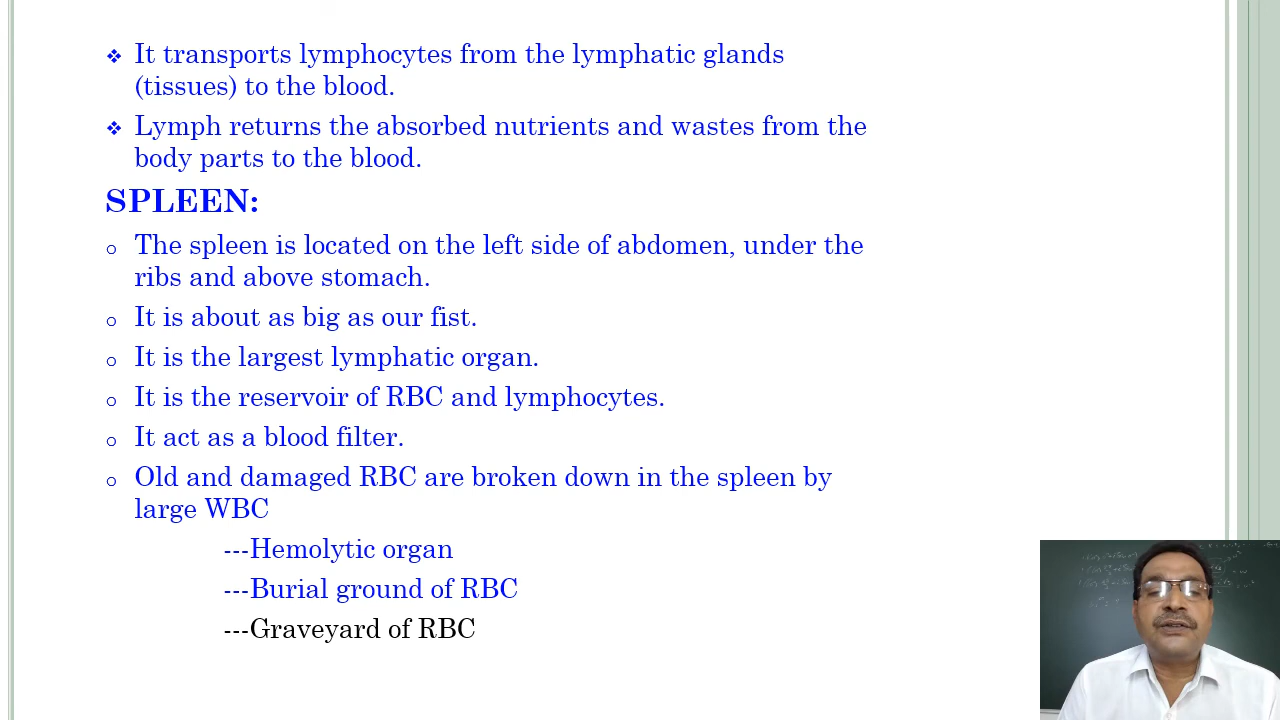 ❖ It transports lymphocytes from the lymphatic glands
(tissues) to the blood.
❖ Lymph returns the absorbed nutrients and wastes from the
body parts to the blood.
SPLEEN:
o The spleen is located on the left side of abdomen, under the
ribs and above stomach.
o It is about as big as our fist.
o It is the largest lymphatic organ.
o It is the reservoir of RBC and lymphocytes.
o It act as a blood filter.
o Old and damaged RBC are broken down in the spleen by
large WBC
---Hemolytic organ
---Burial ground of RBC
---Graveyard of RBC